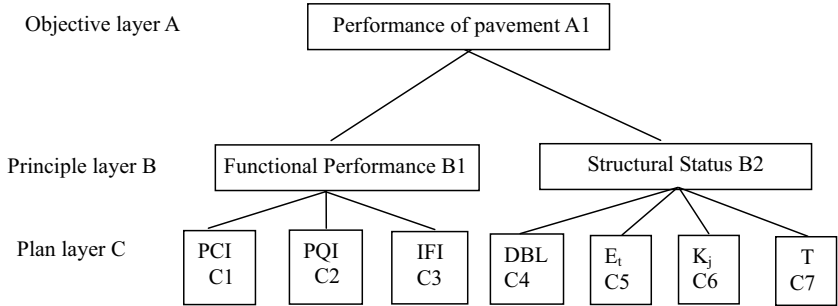 Objective layer A
Performance of pavement A1
Principle layer B
Functional Performance B1
Structural Status B2
Plan layer C
PCI
C1
PQI
C2
IFI
C3
DBL
C4
Et
C5
Kj
C6
T
C7